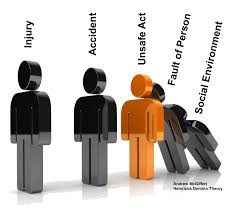 Injury
Accident
Unsafe Act
Fault of Person
Social Environment
Andrew McGiffert
Heinrichs Domino Theory